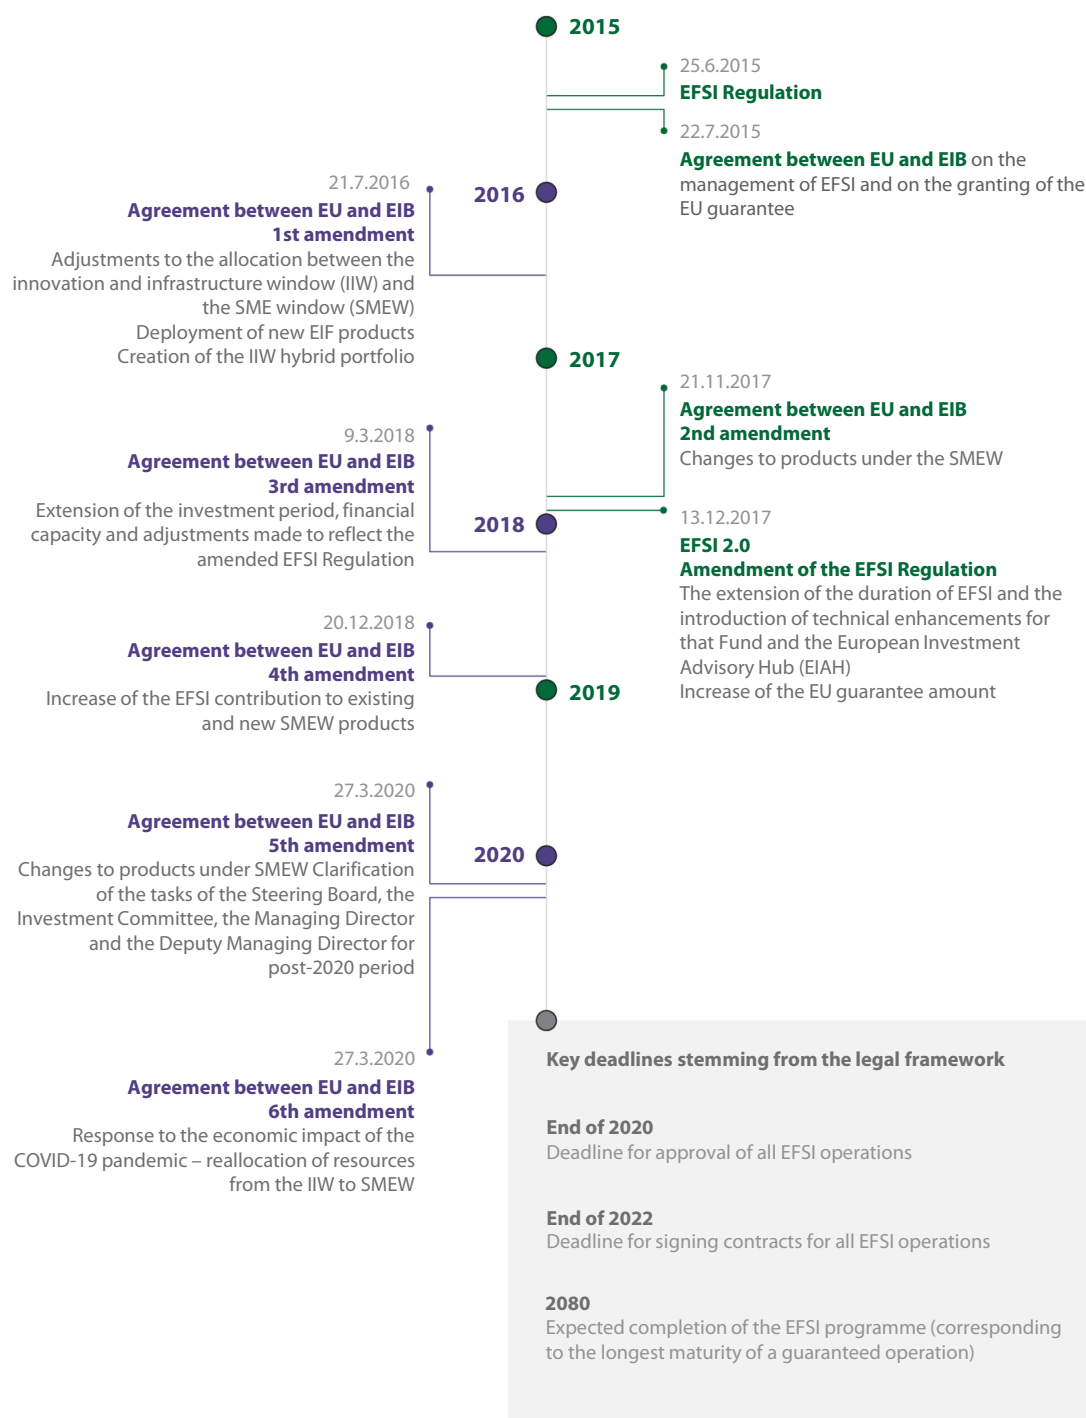 2015
25.6.2015
EFSI Regulation
22.7.2015
Agreement between EU and EIB on the
management of EFSI and on the granting of the
EU guarantee
2016
21.7.2016
Agreement between EU and EIB
1st amendment
Adjustments to the allocation between the
innovation and infrastructure window (IIW) and
the SME window (SMEW)
Deployment of new EIF products
Creation of the IIW hybrid portfolio
2017
21.11.2017
Agreement between EU and EIB
2nd amendment
Changes to products under the SMEW
13.12.2017
EFSI 2.0
Amendment of the EFSI Regulation
The extension of the duration of EFSI and the
introduction of technical enhancements for
that Fund and the European Investment
Advisory Hub (EIAH)
Increase of the EU guarantee amount
2018
9.3.2018
Agreement between EU and EIB
3rd amendment
Extension of the investment period, financial
capacity and adjustments made to reflect the
amended EFSI Regulation
20.12.2018
Agreement between EU and EIB
4th amendment
Increase of the EFSI contribution to existing
and new SMEW products
2019
2020
27.3.2020
Agreement between EU and EIB
5th amendment
Changes to products under SMEW Clarification
of the tasks of the Steering Board, the
Investment Committee, the Managing Director
and the Deputy Managing Director for
post-2020 period
27.3.2020
Agreement between EU and EIB
6th amendment
Response to the economic impact of the
COVID-19 pandemic – reallocation of resources
from the IIW to SMEW
Key deadlines stemming from the legal framework
End of 2020
Deadline for approval of all EFSI operations
End of 2022
Deadline for signing contracts for all EFSI operations
2080
Expected completion of the EFSI programme (corresponding
to the longest maturity of a guaranteed operation)